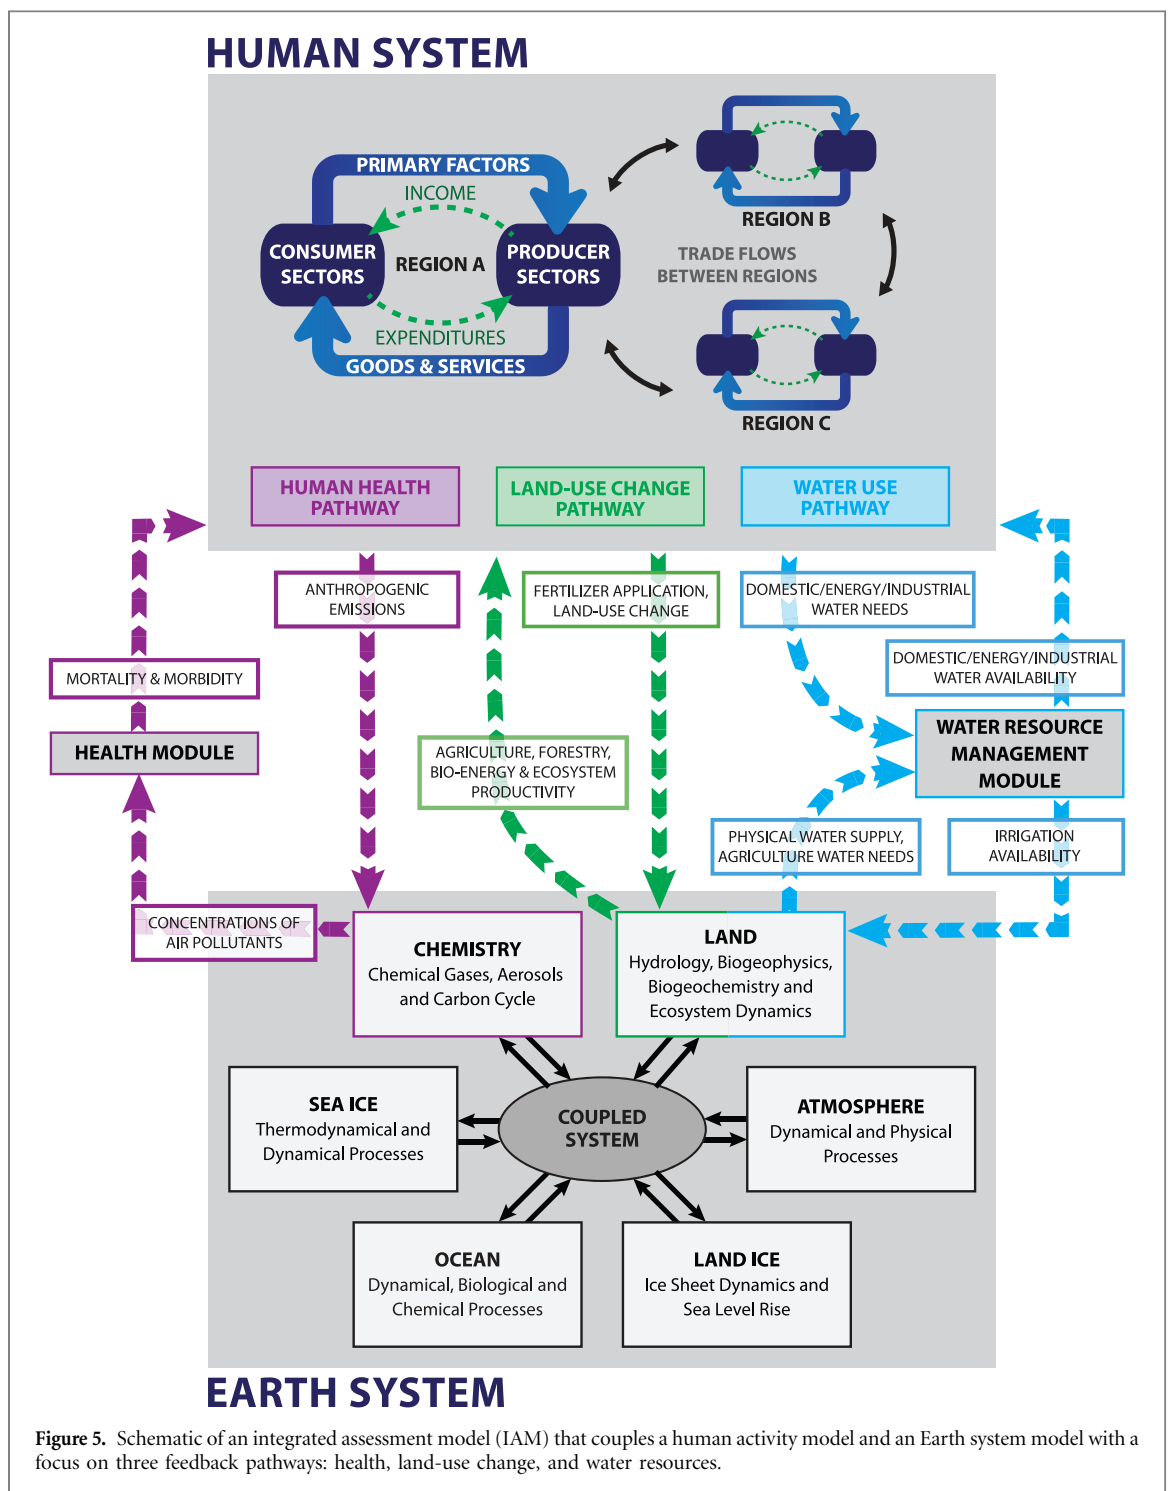 HUMAN SYSTEM
PRIMARY FACTORS
INCOME
CONSUMER
SECTORS
REGION A
PRODUCER
SECTORS
EXPENDITURES
GOODS & SERVICES
REGION B
TRADE FLOWS
BETWEEN REGIONS
REGION C
HUMAN HEALTH
PATHWAY
LAND-USE CHANGE
PATHWAY
WATER USE
PATHWAY
ANTHROPOGENIC
EMISSIONS
FERTILIZER APPLICATION,
LAND-USE CHANGE
DOMESTIC/ENERGY/INDUSTRIAL
WATER NEEDS
MORTALITY & MORBIDITY
DOMESTIC/ENERGY/INDUSTRIAL
WATER AVAILABILITY
HEALTH MODULE
AGRICULTURE, FORESTRY,
BIO-ENERGY & ECOSYSTEM
PRODUCTIVITY
WATER RESOURCE
MANAGEMENT
MODULE
PHYSICAL WATER SUPPLY,
AGRICULTURE WATER NEEDS
IRRIGATION
AVAILABILITY
CONCENTRATIONS OF
AIR POLLUTANTS
CHEMISTRY
Chemical Gases, Aerosols
and Carbon Cycle
LAND
Hydrology, Biogeophysics,
Biogeochemistry and
Ecosystem Dynamics
SEA ICE
Thermodynamical and
Dynamical Processes
COUPLED
SYSTEM
ATMOSPHERE
Dynamical and Physical
Processes
OCEAN
Dynamical, Biological and
Chemical Processes
LAND ICE
Ice Sheet Dynamics and
Sea Level Rise
EARTH SYSTEM
Figure 5. Schematic of an integrated assessment model (IAM) that couples a human activity model and an Earth system model with a
focus on three feedback pathways: health, land-use change, and water resources.